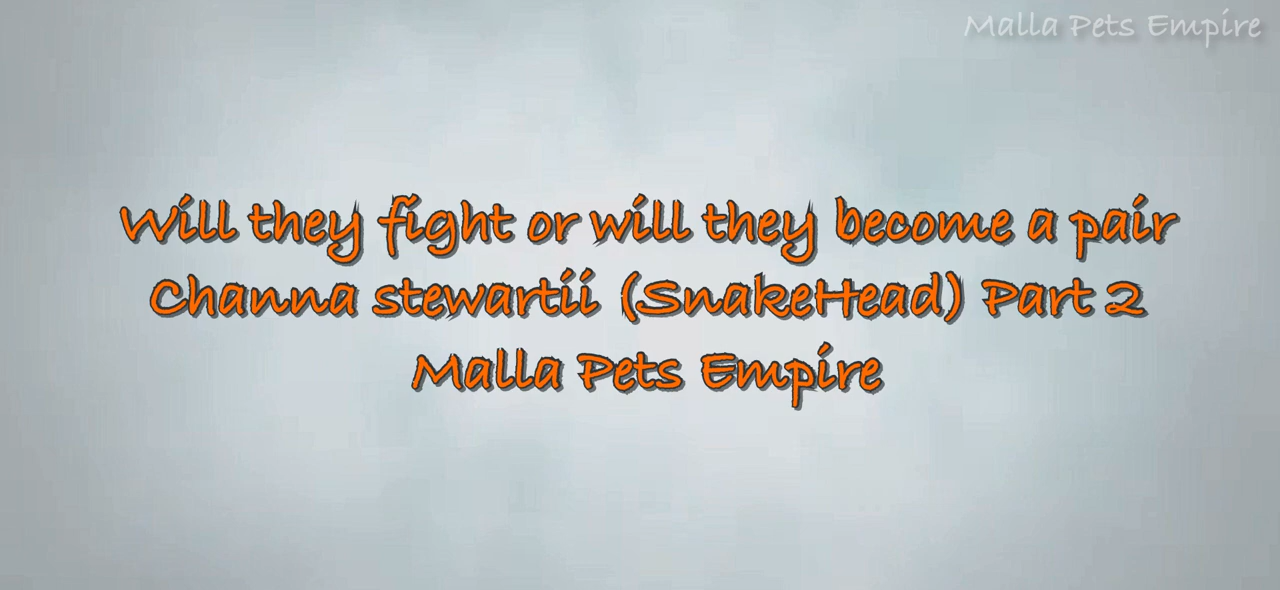 Malla Pets Empire
Will they fight or will they become a pair
Channa stewartii (SnakeHead) Part 2
Malla Pets Empire